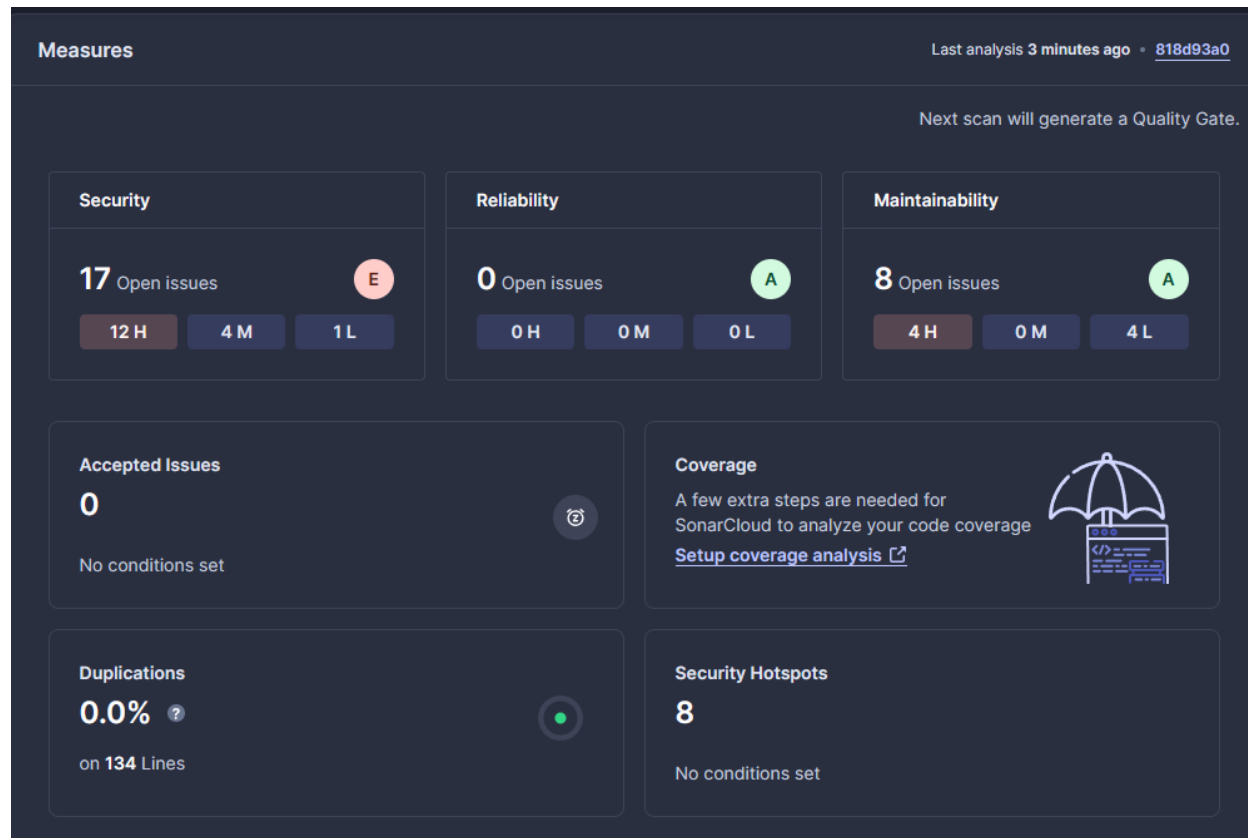 Measures
Last analysis 3 minutes ago • 818d93a0
Next scan will generate a Quality Gate.
Security
17 Open issues
E
12 H
4 M
1 L
Reliability
0 Open issues
A
0 H
0 M
0 L
Maintainability
8 Open issues
A
4 H
0 M
4 L
Accepted Issues
0
No conditions set
Coverage
A few extra steps are needed for
SonarCloud to analyze your code coverage
Setup coverage analysis
Duplications
0.0% ?
on 134 Lines
Security Hotspots
8
No conditions set